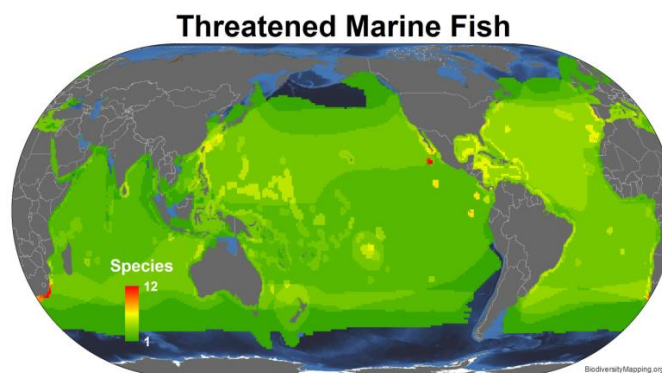 Threatened Marine Fish
Species
12
1
BiodiversityMapping.org